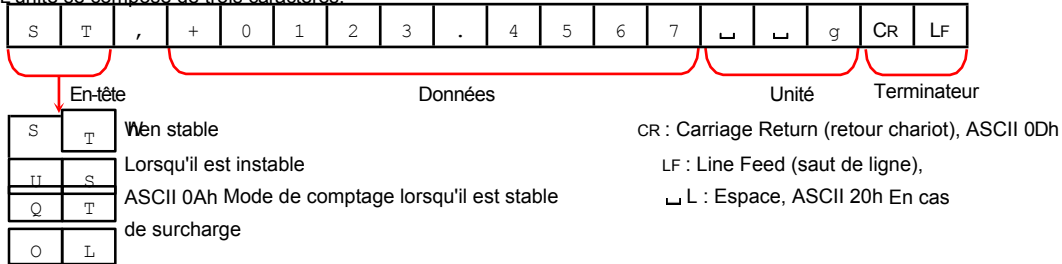 L'unité se compose de trois caractères.
S T , + 0 1 2 3 . 4 5 6 7 ␣ ␣ g CR LF
En-tête Données Unité Terminateur
S T en stable CR : Carriage Return (retour chariot), ASCII 0Dh
U S Lorsqu'il est instable LF : Line Feed (saut de ligne),
Q T ASCII 0Ah Mode de comptage lorsqu'il est stable ␣ L : Espace, ASCII 20h En cas
de surcharge
O L